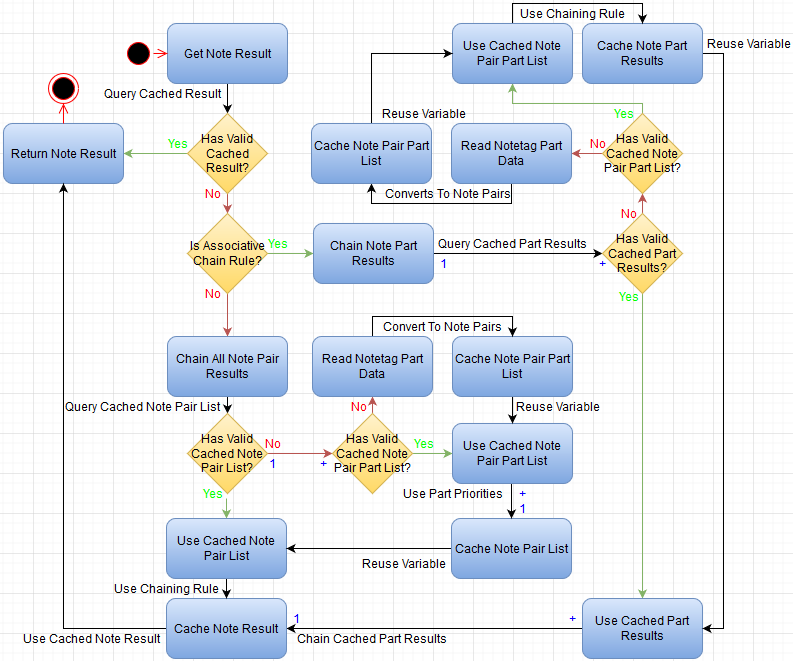 Use Chaining Rule
Get Note Result
Use Cached Note
Pair Part List
Cache Note Part
Results
Reuse Variable
Query Cached Result
Reuse Variable
Yes
Return Note Result
Yes
Has Valid
Cached
Result?
Cache Note Pair Part
List
Read Notetag Part
Data
No
Has Valid
Cached Note
Pair Part List?
No
Converts To Note Pairs
No
Is Associative
Chain Rule?
Yes
Chain Note Part
Results
Query Cached Part Results
1
+
Has Valid
Cached Part
Results?
No
Yes
Convert To Note Pairs
Chain All Note Pair
Results
Read Notetag Part
Data
Cache Note Pair Part
List
Query Cached Note Pair List
No
Reuse Variable
Has Valid
Cached Note
Pair List?
No
1
+
Has Valid
Cached Note
Pair Part List?
Yes
Use Cached Note
Pair Part List
Yes
Use Part Priorities
+
1
Use Cached Note
Pair List
Reuse Variable
Cache Note Pair List
Use Chaining Rule
Cache Note Result
1
+
Use Cached Part
Results
Use Cached Note Result
Chain Cached Part Results